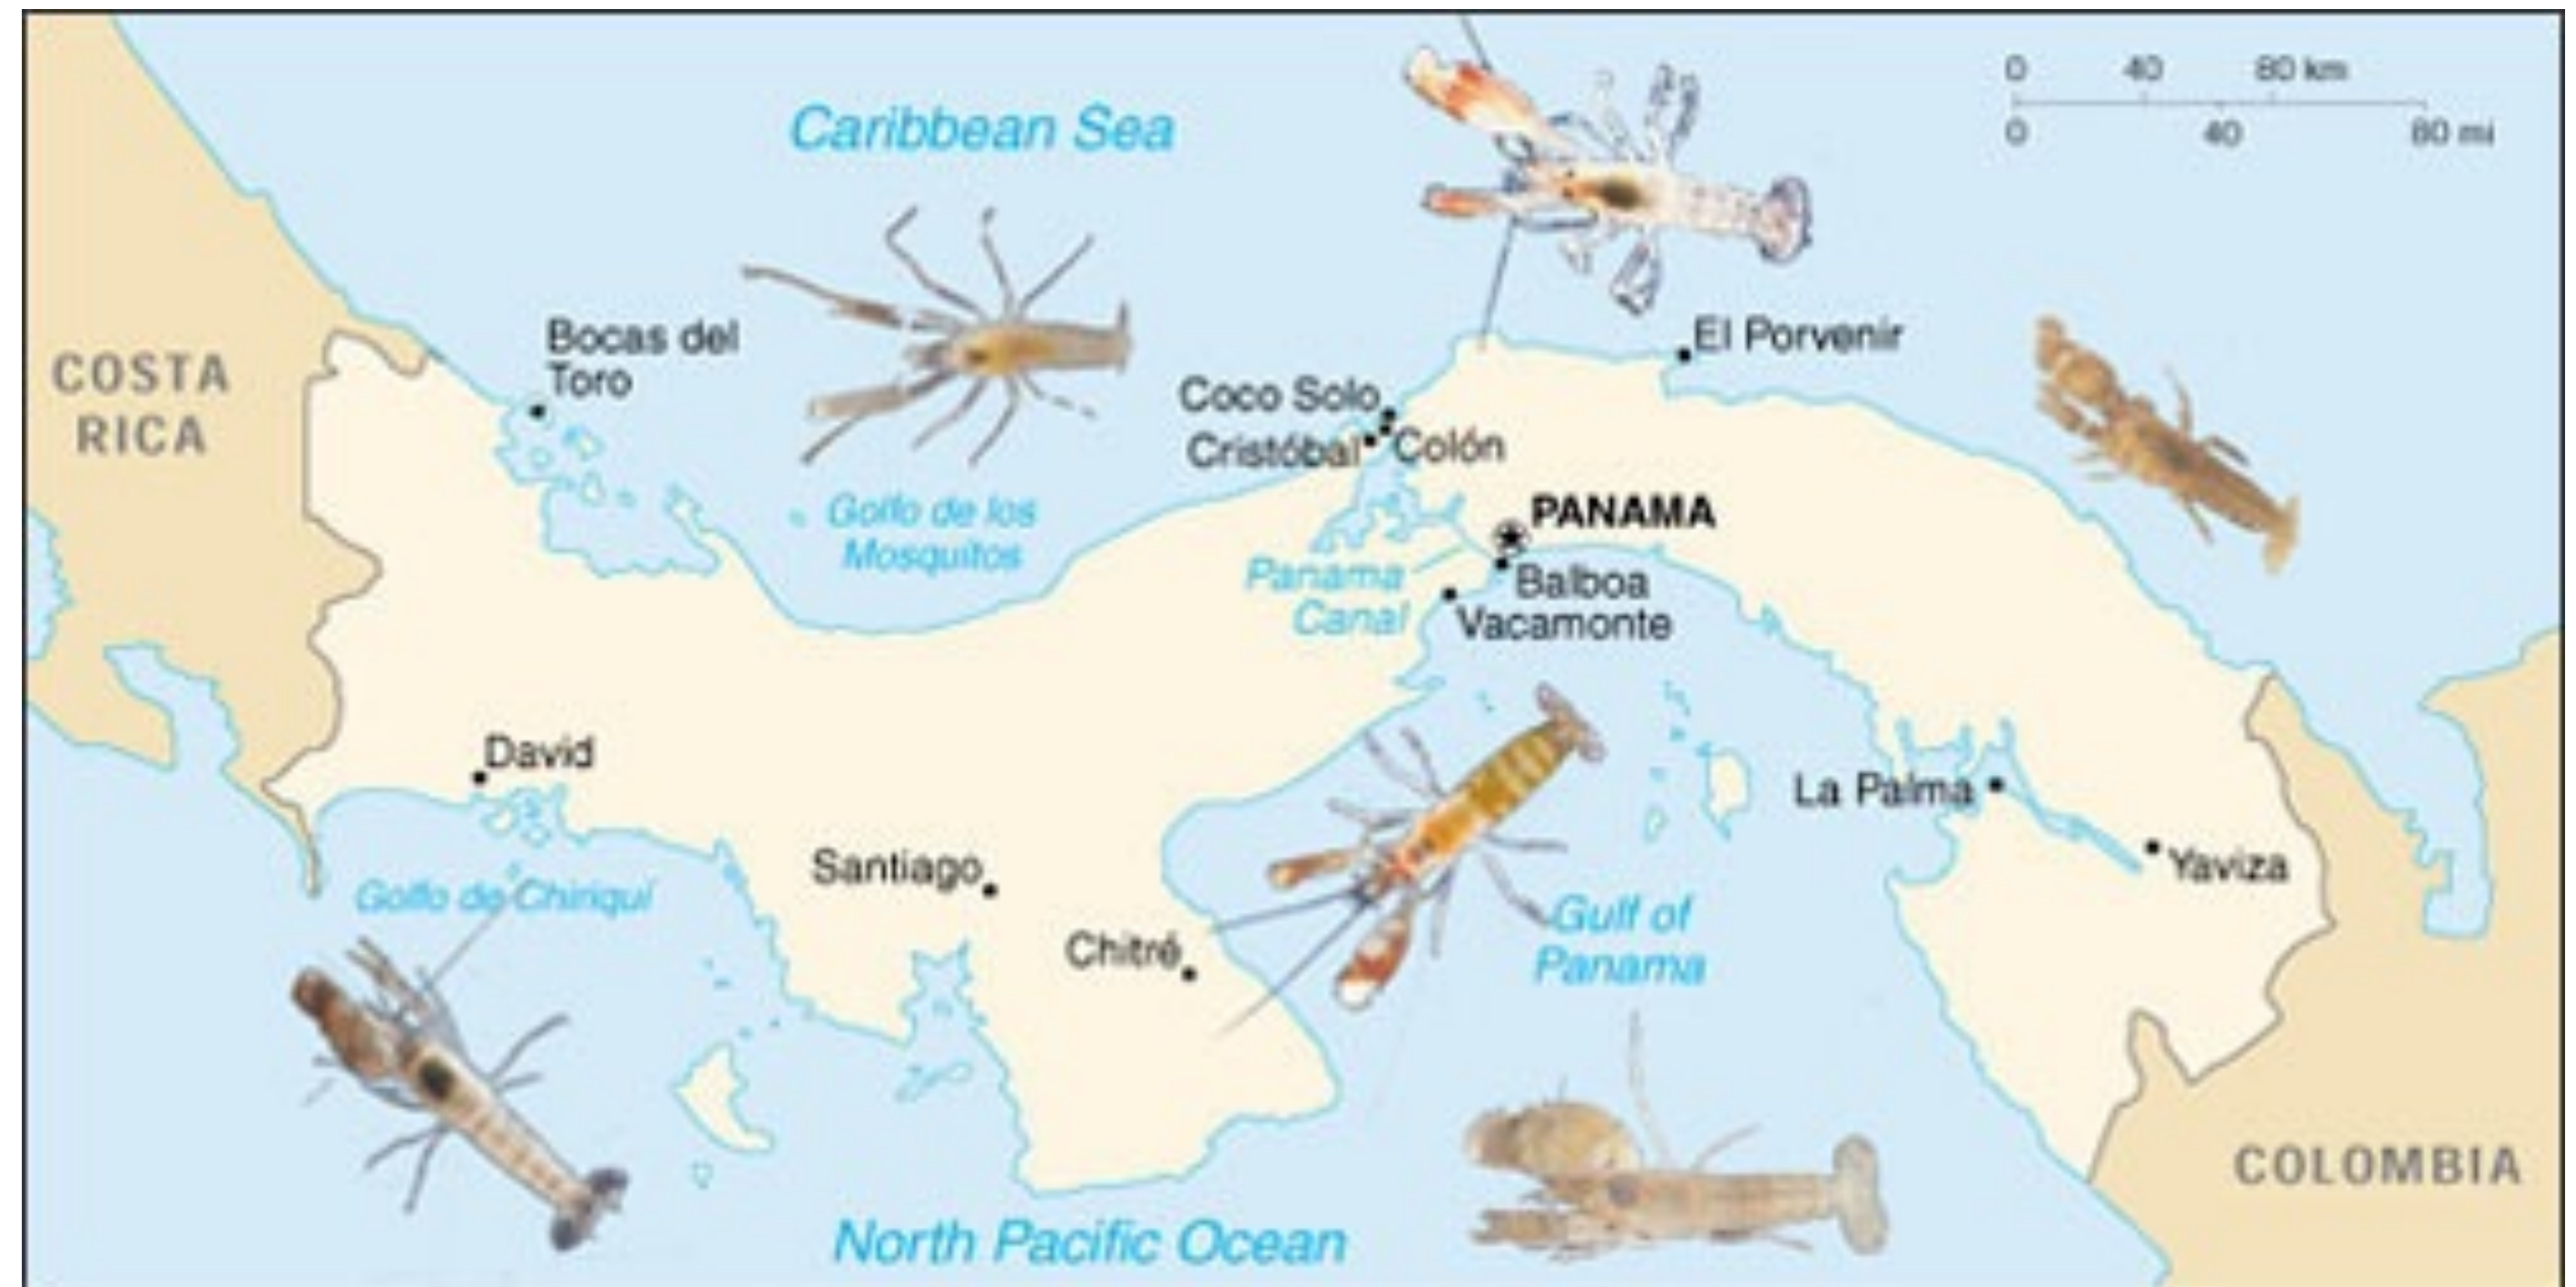 0 40 80 km
0 40 80 mi
Caribbean Sea
Bocas del
Toro
El Porvenir
COSTA
RICA
Coco Solo
Cristóbal
Colón
Golfo de los
Mosquitos
PANAMA
Panama
Canal
Balboa
Vacamonte
David
La Palma
Santiago
Yaviza
Golfo de Chiriquí
Chitré
Gulf of
Panama
COLOMBIA
North Pacific Ocean